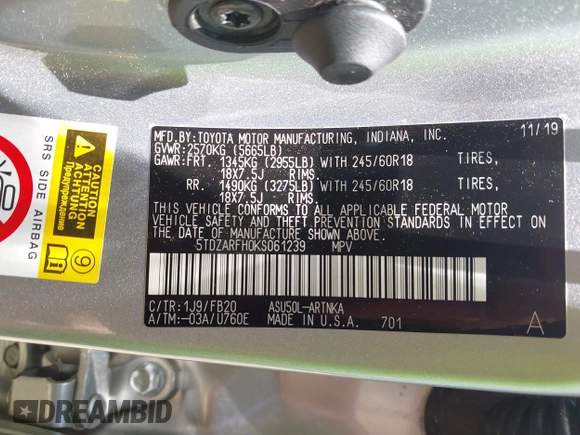 MFD.BY:TOYOTA MOTOR MANUFACTURING, INDIANA, INC. 11/19
GVWR:2570KG (5665LB)
GAWR:FRT. 1345KG (2955LB) WITH 245/60R18 TIRES,
18X7.5J RIMS.
RR. 1490KG (3275LB) WITH 245/60R18 TIRES,
18X7.5J RIMS.
THIS VEHICLE CONFORMS TO ALL APPLICABLE FEDERAL MOTOR
VEHICLE SAFETY AND THEFT PREVENTION STANDARDS IN EFFECT ON
THE DATE OF MANUFACTURE SHOWN ABOVE.
5TDZARFH0KS061239 MPV
C/TR:1J9/FB20 ASU50L-ARTNKA
A/TM:-03A/U760E MADE IN U.S.A. 701 A
SRS SIDE AIRBAG
CAUTION
ATTENTION
ACHTUNG
Предупреждение
i
9
DREAMBID